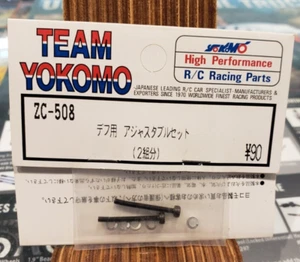 TEAM
YOKOMO
YOKOMO
High Performance
R/C Racing Parts
JAPANESE LEADING R/C CAR SPECIALIST-MANUFACTURERS &
EXPORTERS SINCE 1970 WORLDWIDE FINEST RACING PRODUCTS
ZC-508
デフ用 アジャスタブルセット
(2組分)
¥90